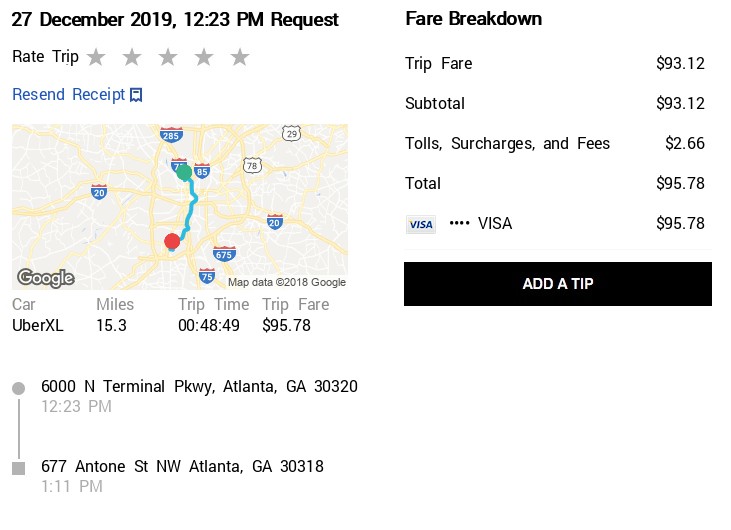 27 December 2019, 12:23 PM Request
Rate Trip
Resend Receipt
285
29
75
85
78
20
20
675
75
Google
Map data ©2018 Google
Car Miles Trip Time Trip Fare
UberXL 15.3 00:48:49 $95.78
6000 N Terminal Pkwy, Atlanta, GA 30320
12:23 PM
677 Antone St NW Atlanta, GA 30318
1:11 PM
Fare Breakdown
Trip Fare $93.12
Subtotal $93.12
Tolls, Surcharges, and Fees $2.66
Total $95.78
VISA •••• VISA $95.78
ADD A TIP